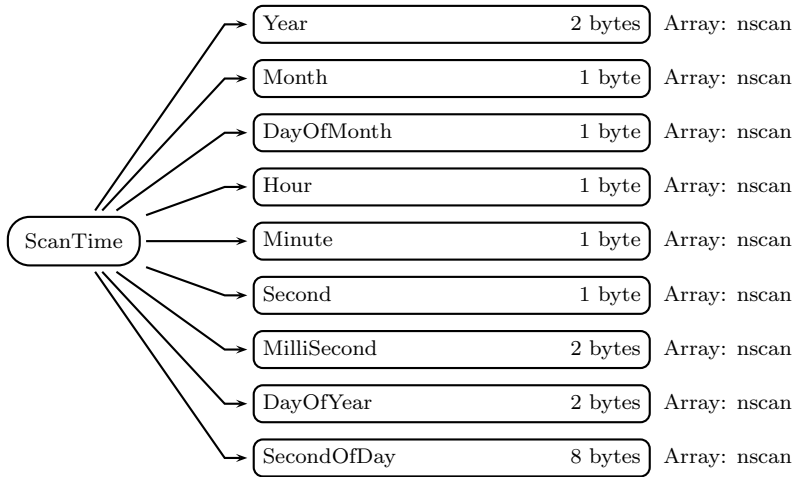 Year 2 bytes Array: nscan
Month 1 byte Array: nscan
DayOfMonth 1 byte Array: nscan
Hour 1 byte Array: nscan
ScanTime Minute 1 byte Array: nscan
Second 1 byte Array: nscan
MilliSecond 2 bytes Array: nscan
DayOfYear 2 bytes Array: nscan
SecondOfDay 8 bytes Array: nscan